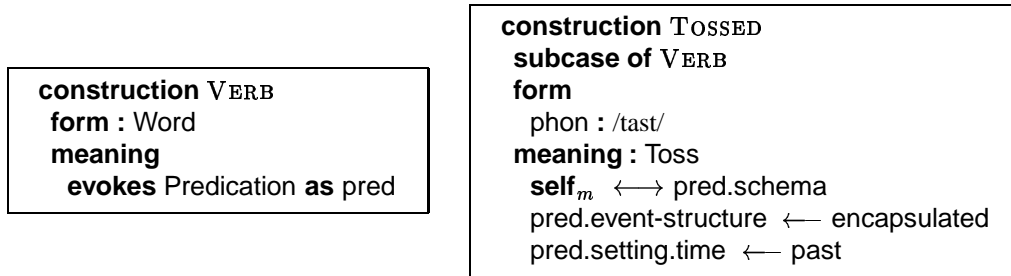 construction VERB
form : Word
meaning
evokes Predication as pred
construction TOSSED
subcase of VERB
form
phon : /tast/
meaning : Toss
selfₘ ⟷ pred.schema
pred.event-structure ⟵ encapsulated
pred.setting.time ⟵ past